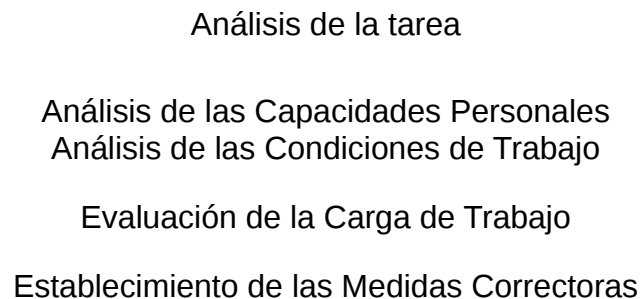 Análisis de la tarea
Análisis de las Capacidades Personales
Análisis de las Condiciones de Trabajo
Evaluación de la Carga de Trabajo
Establecimiento de las Medidas Correctoras